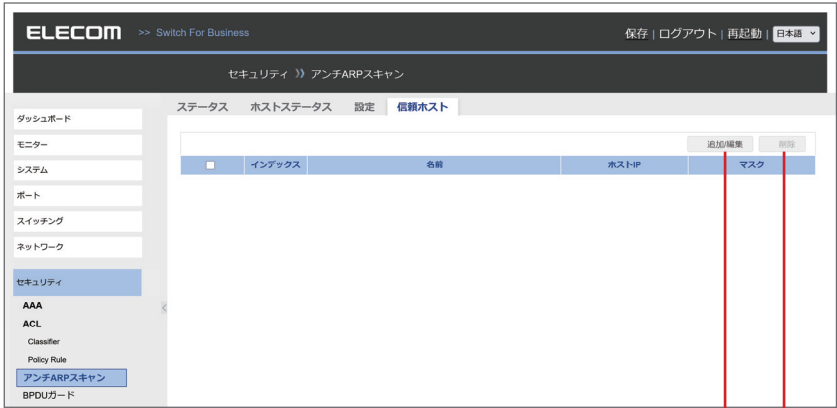 ELECOM >> Switch For Business 保存 | ログアウト | 再起動 | 日本語
セキュリティ 》 アンチARPスキャン
ステータス ホストステータス 設定 信頼ホスト
追加/編集 削除
インデックス 名前 ホストIP マスク
ダッシュボード
モニター
システム
ポート
スイッチング
ネットワーク
セキュリティ
AAA
ACL
Classifier
Policy Rule
アンチARPスキャン
BPDUガード